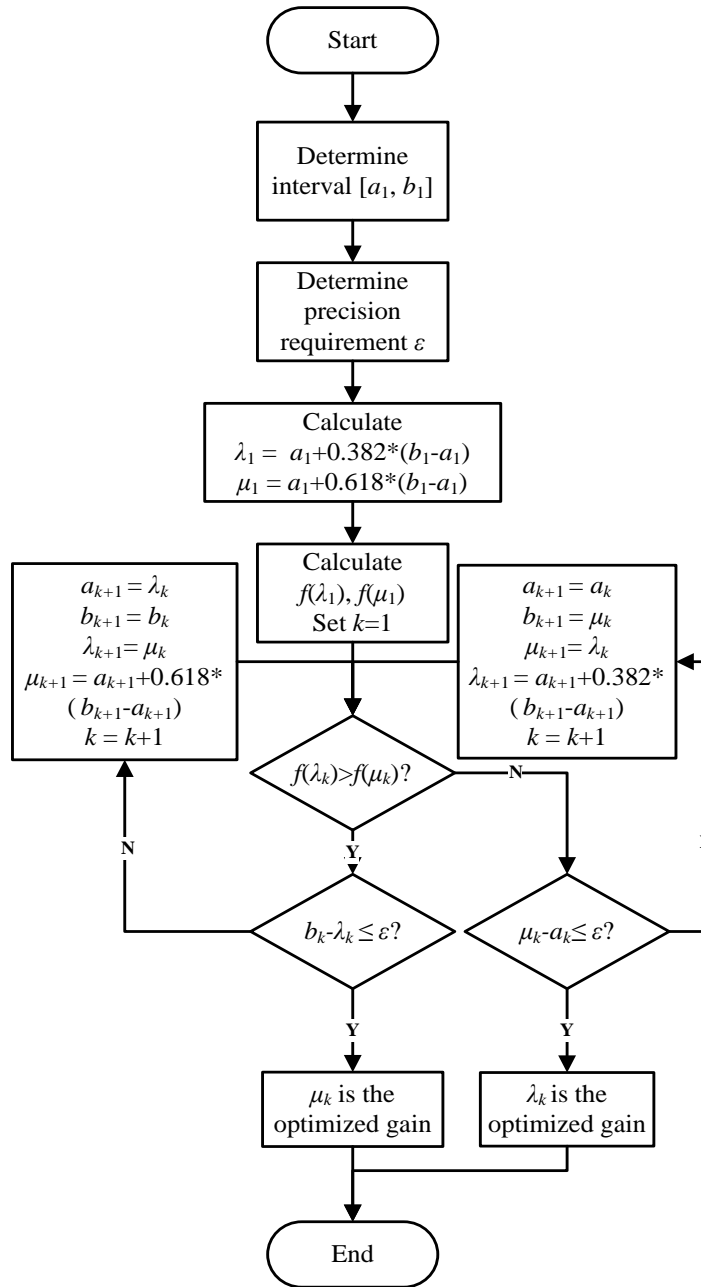 Start
Determine
interval [a₁, b₁]
Determine
precision
requirement ε
Calculate
λ₁ = a₁+0.382*(b₁-a₁)
μ₁ = a₁+0.618*(b₁-a₁)
Calculate
f(λ₁), f(μ₁)
Set k=1
aₖ₊₁ = λₖ
bₖ₊₁ = bₖ
λₖ₊₁= μₖ
μₖ₊₁ = aₖ₊₁+0.618*
( bₖ₊₁-aₖ₊₁)
k = k+1
aₖ₊₁ = aₖ
bₖ₊₁ = μₖ
μₖ₊₁= λₖ
λₖ₊₁ = aₖ₊₁+0.382*
( bₖ₊₁-aₖ₊₁)
k = k+1
f(λₖ)>f(μₖ)?
N
Y
N
bₖ-λₖ ≤ ε?
μₖ-aₖ≤ ε?
Y
Y
μₖ is the
optimized gain
λₖ is the
optimized gain
End